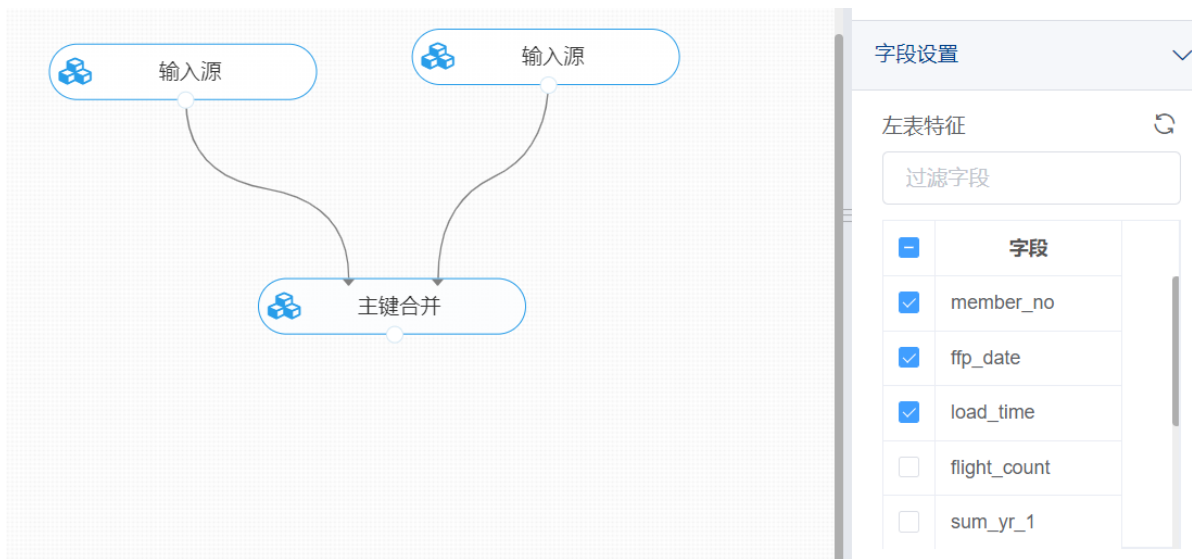 输入源
输入源
主键合并
字段设置
左表特征
过滤字段
字段
member_no
ffp_date
load_time
flight_count
sum_yr_1